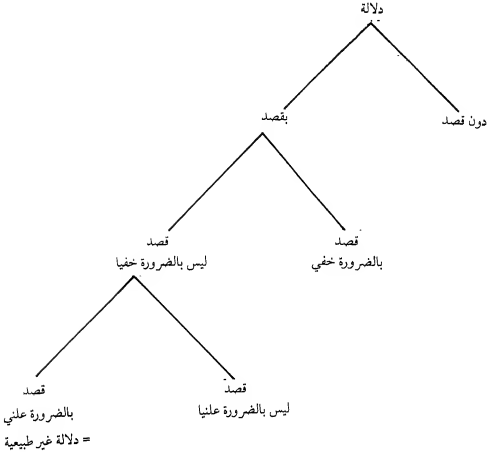 دلالة
بقصد
دون قصد
قصد
بالضرورة خفي
قصد
ليس بالضرورة خفيا
قصد
ليس بالضرورة علنيا
قصد
بالضرورة علني
= دلالة غير طبيعية